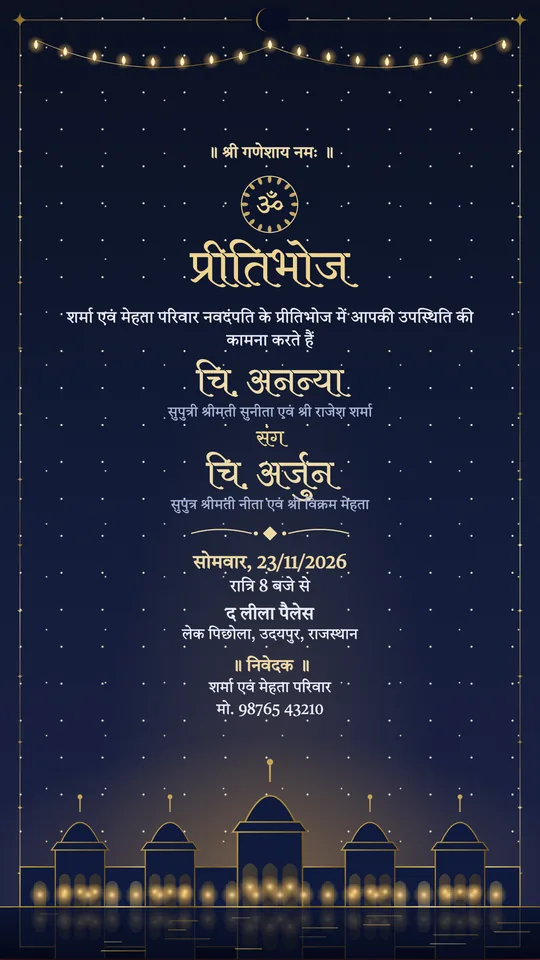 ॥ श्री गणेशाय नमः ॥
ॐ
प्रीतिभोज
शर्मा एवं मेहता परिवार नवदंपति के प्रीतिभोज में आपकी उपस्थिति की
कामना करते हैं
चि. अनन्या
सुपुत्री श्रीमती सुनीता एवं श्री राजेश शर्मा
संग
चि. अर्जुन
सुपुत्र श्रीमती नीता एवं श्री विक्रम मेहता
सोमवार, 23/11/2026
रात्रि 8 बजे से
द लीला पैलेस
लेक पिछोला, उदयपुर, राजस्थान
॥ निवेदक ॥
शर्मा एवं मेहता परिवार
मो. 98765 43210